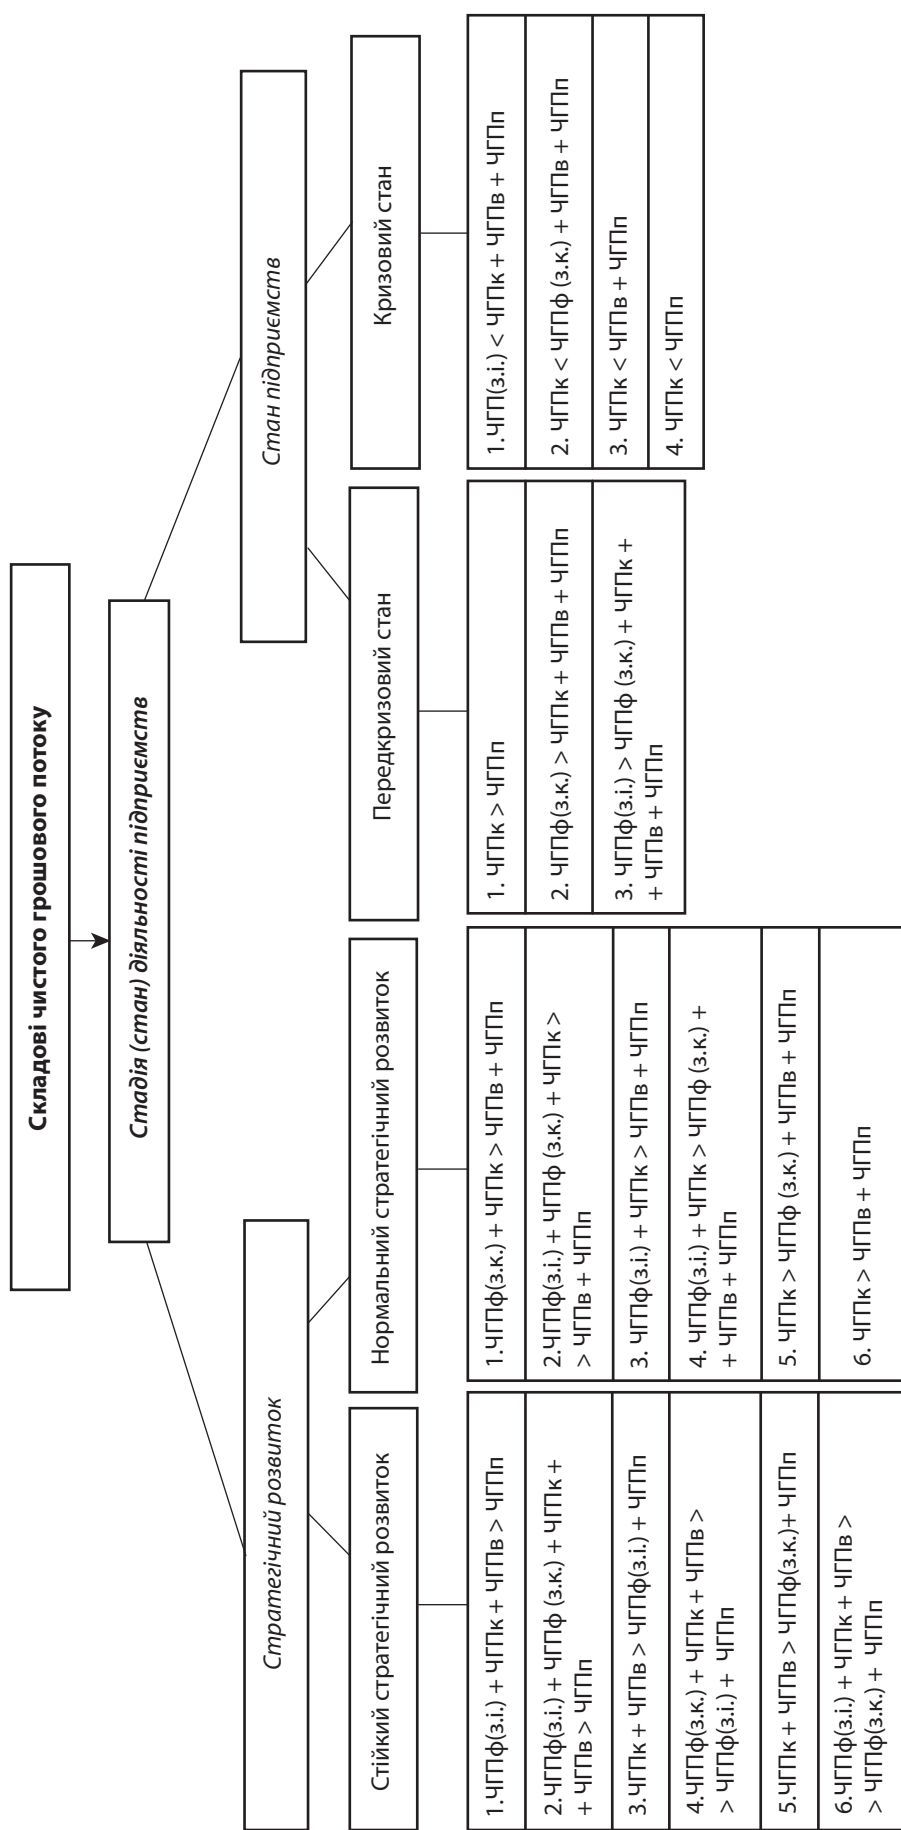 Складові чистого грошового потоку
Стадія (стан) діяльності підприємств
Стратегічний розвиток
Стан підприємств
Стійкий стратегічний розвиток
1.ЧГПф(з.і.) + ЧГПк + ЧГПв > ЧГПп
2.ЧГПф(з.і.) + ЧГПф (з.к.) + ЧГПк +
+ ЧГПв > ЧГПп
3.ЧГПк + ЧГПв > ЧГПф(з.і.) + ЧГПп
4.ЧГПф(з.к.) + ЧГПк + ЧГПв >
> ЧГПф(з.і.) + ЧГПп
5.ЧГПк + ЧГПв > ЧГПф(з.к.)+ ЧГПп
6.ЧГПф(з.і.) + ЧГПк + ЧГПв >
> ЧГПф(з.к.) + ЧГПп
Нормальний стратегічний розвиток
1.ЧГПф(з.к.) + ЧГПк > ЧГПв + ЧГПп
2.ЧГПф(з.і.) + ЧГПф (з.к.) + ЧГПк >
> ЧГПв + ЧГПп
3. ЧГПф(з.і.) + ЧГПк > ЧГПв + ЧГПп
4. ЧГПф(з.і.) + ЧГПк > ЧГПф (з.к.) +
+ ЧГПв + ЧГПп
5. ЧГПк > ЧГПф (з.к.) + ЧГПв + ЧГПп
6. ЧГПк > ЧГПв + ЧГПп
Передкризовий стан
1. ЧГПк > ЧГПп
2. ЧГПф(з.к.) > ЧГПк + ЧГПв + ЧГПп
3. ЧГПф(з.і.) > ЧГПф (з.к.) + ЧГПк +
+ ЧГПв + ЧГПп
Кризовий стан
1.ЧГП(з.і.) < ЧГПк + ЧГПв + ЧГПп
2. ЧГПк < ЧГПф (з.к.) + ЧГПв + ЧГПп
3. ЧГПк < ЧГПв + ЧГПп
4. ЧГПк < ЧГПп